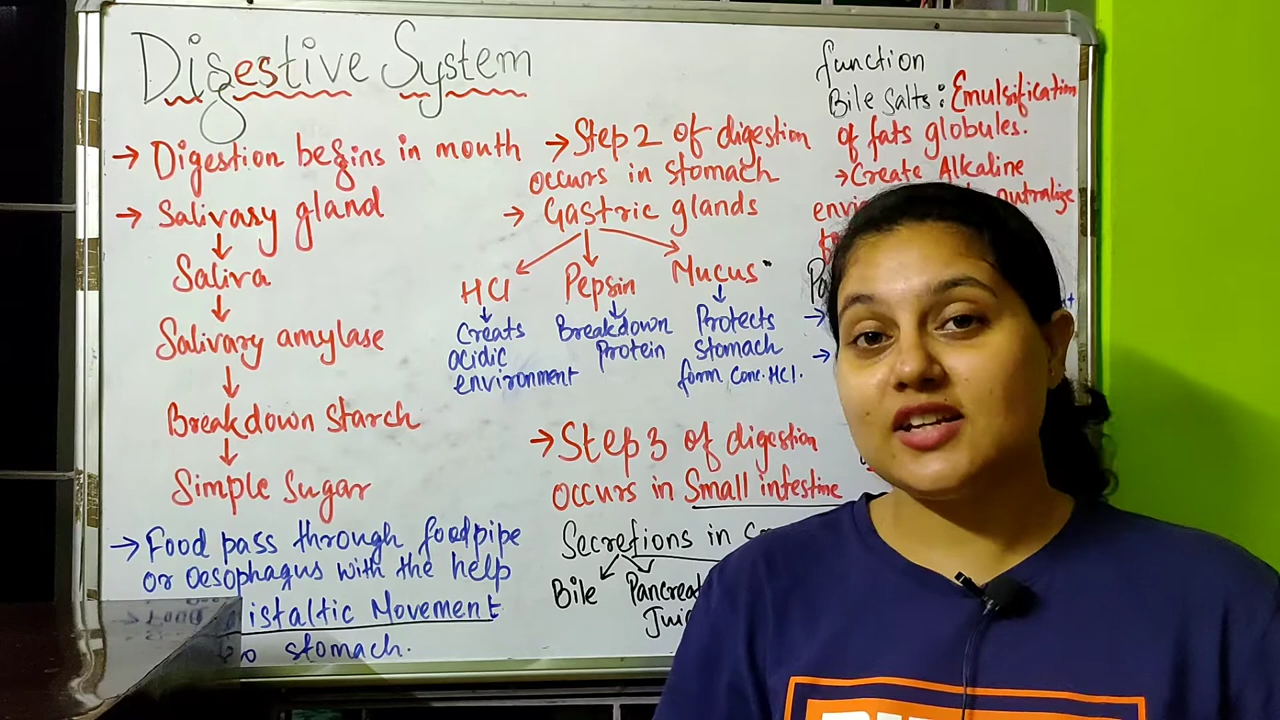 Digestive System
→ Digestion begins in mouth
→ Salivary gland
↓
Saliva
↓
Salivary amylase
↓
Breakdown starch
↓
Simple Sugar
→ Food pass through foodpipe
or oesophagus with the help
istaltic Movement
stomach.
→ Step 2 of digestion
occurs in stomach
→ Gastric glands
HCl Pepsin Mucus
Creats
acidic
environment
Breakdown
Protein
Protects
Stomach
form Conc. HCl.
→ Step 3 of digestion
occurs in Small intestine
Secretions in
Bile
Pancreat
Jui
function
Bile Salts: Emulsification
of fats globules.
→ Create Alkaline